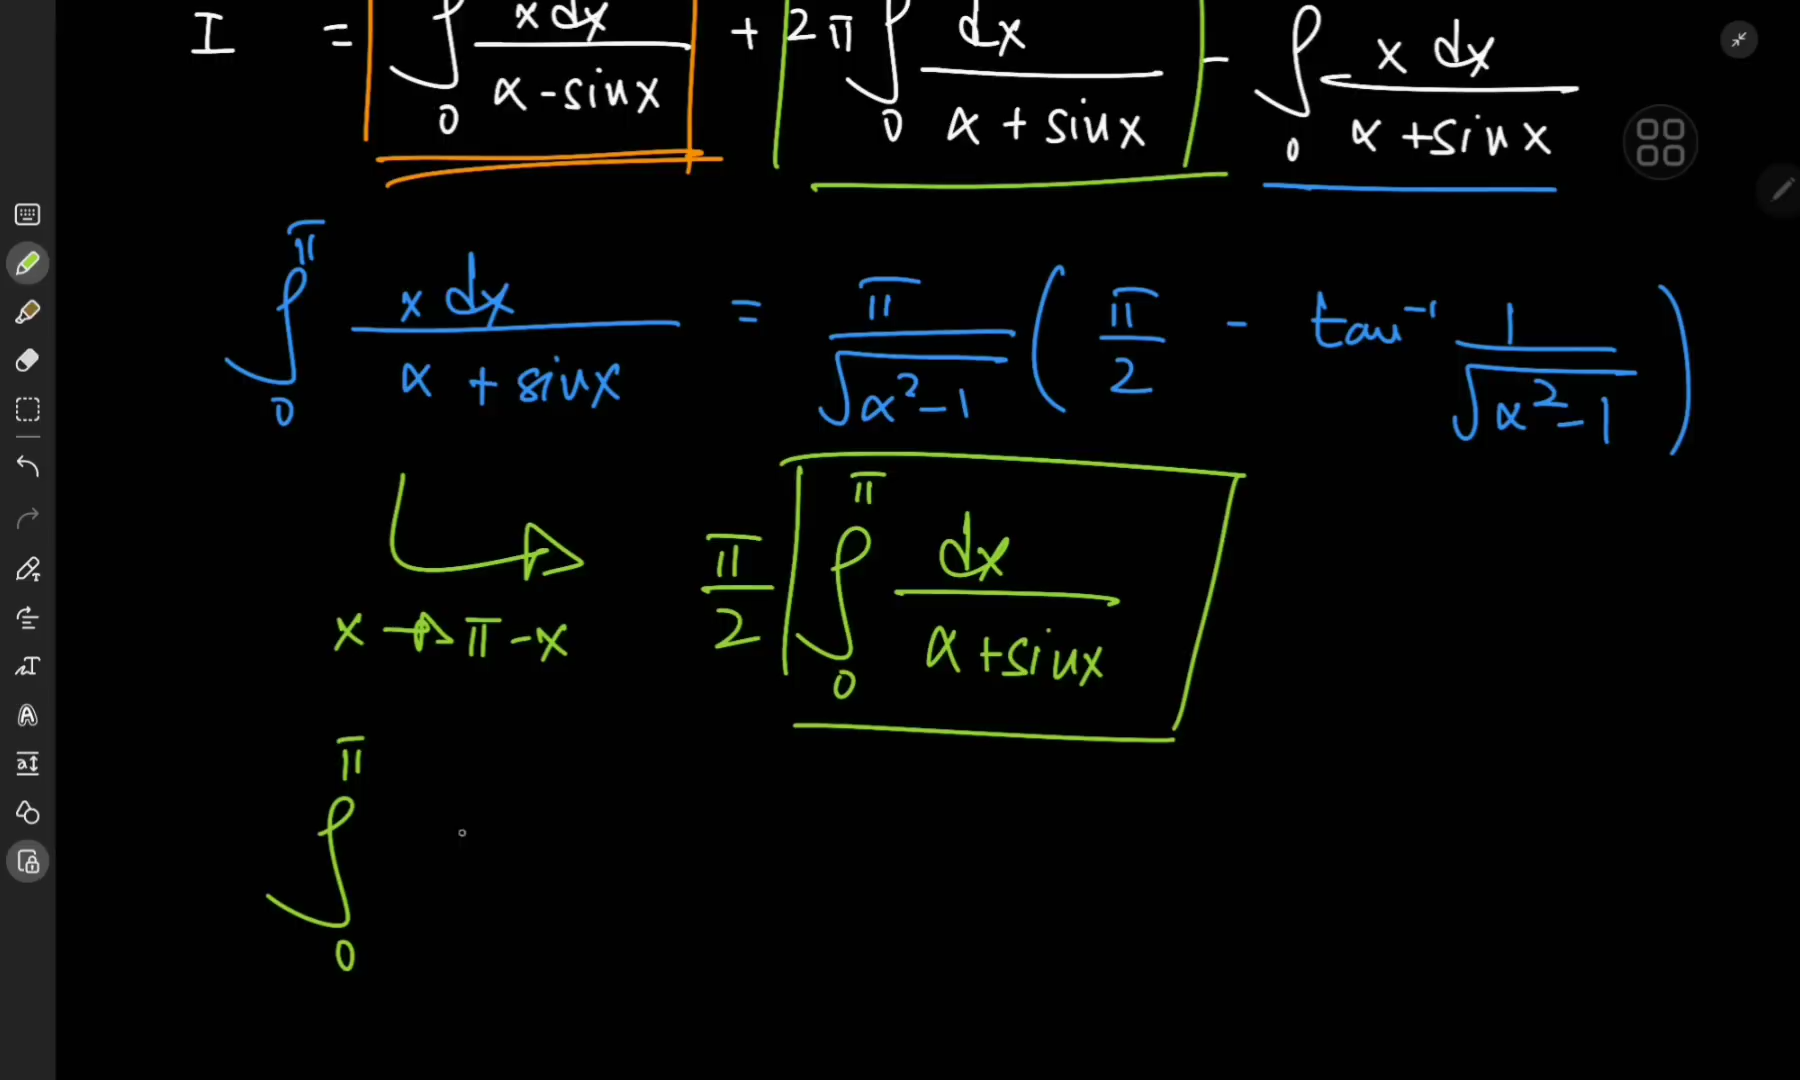 I = ∫₀ x dx / (α - sin x) + 2π ∫₀ dx / (α + sin x) - ∫₀ x dx / (α + sin x)
∫₀^π x dx / (α + sin x) = π / √(α² - 1) ( π/2 - tan⁻¹ 1 / √(α² - 1) )
π/2 ∫₀^π dx / (α + sin x)
x → π - x
∫₀^π